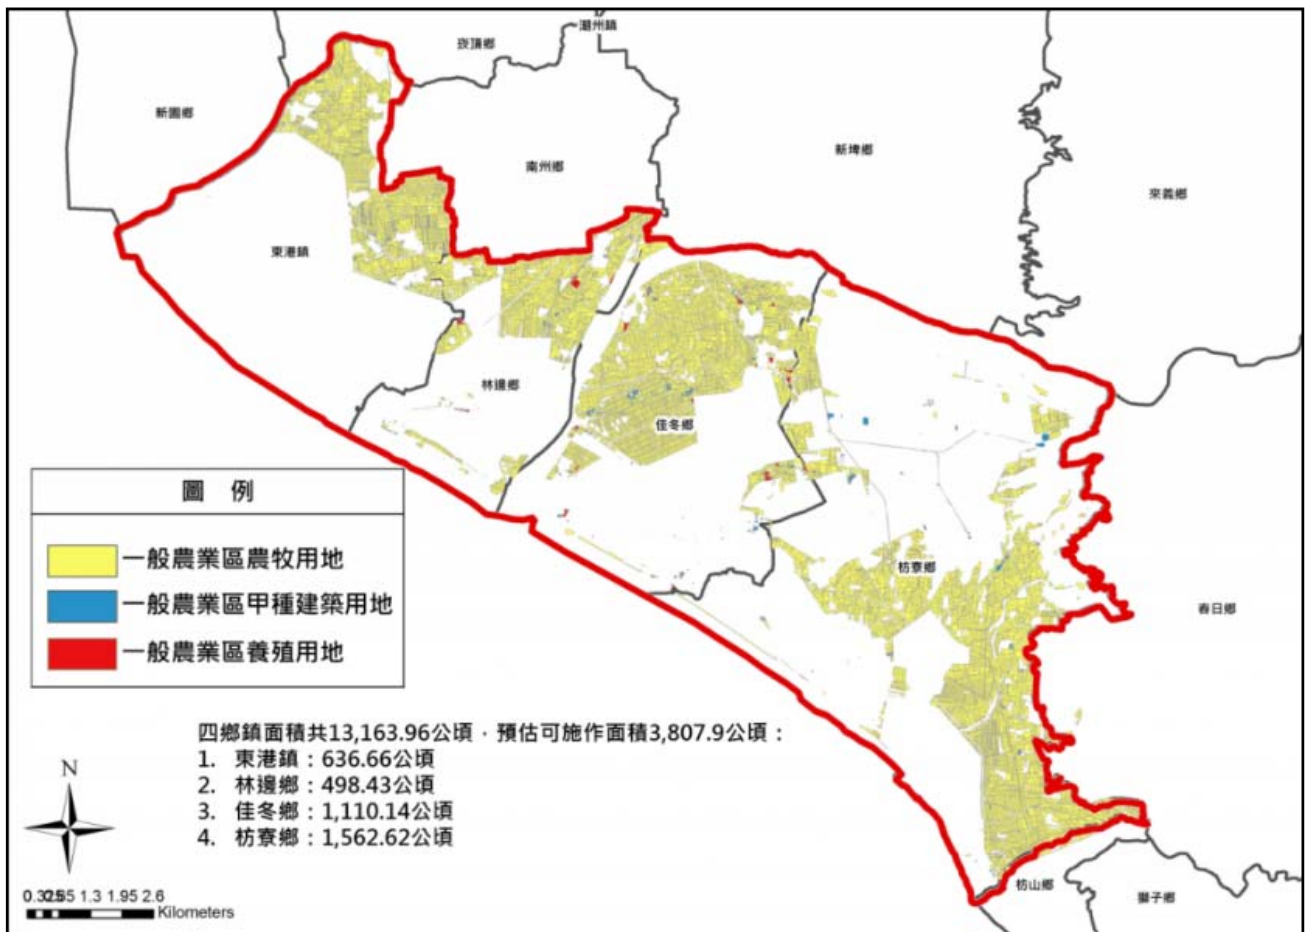 潮州鎮
崁頂鄉
新園鄉
新埤鄉
南州鄉
來義鄉
東港鎮
林邊鄉
佳冬鄉
圖 例
一般農業區農牧用地
枋寮鄉
一般農業區甲種建築用地
春日鄉
一般農業區養殖用地
四鄉鎮面積共13,163.96公頃，預估可施作面積3,807.9公頃：
1. 東港鎮：636.66公頃
N
2. 林邊鄉：498.43公頃
3. 佳冬鄉：1,110.14公頃
4. 枋寮鄉：1,562.62公頃
枋山鄉
獅子鄉
1.3 1.95 2.6
Kilometers